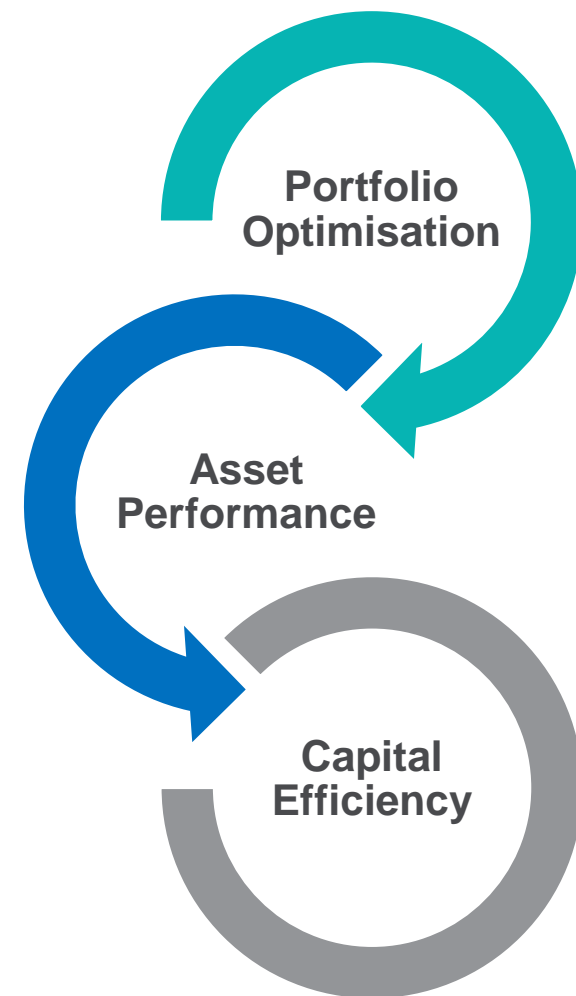 Portfolio
Optimisation
Asset
Performance
Capital
Efficiency